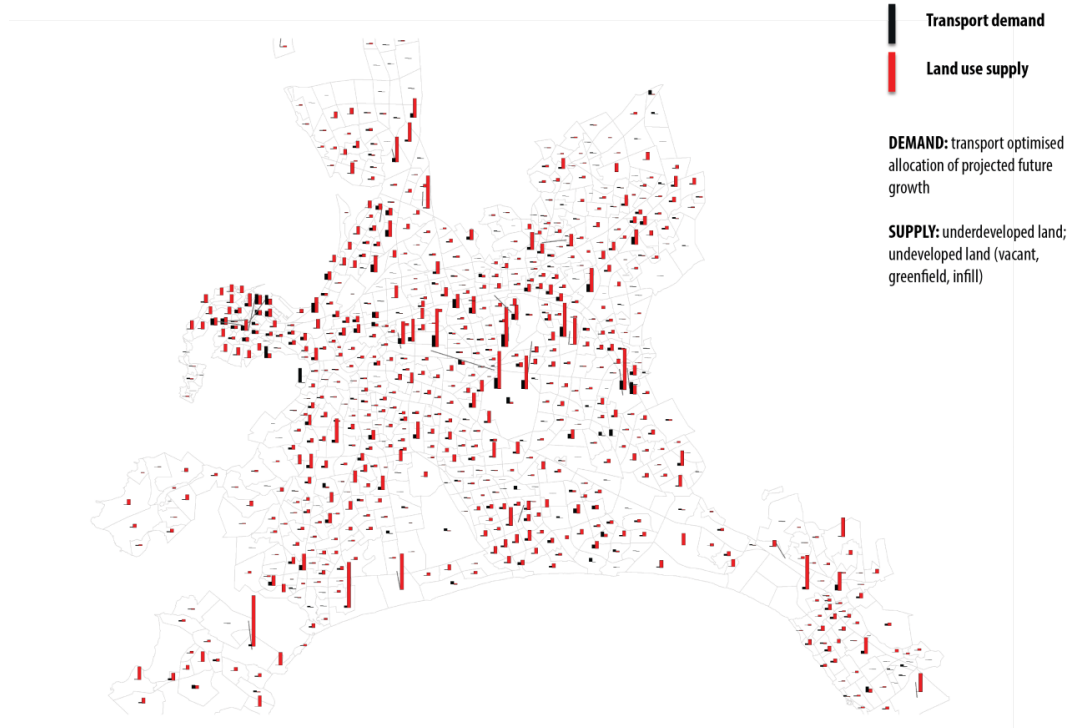 Transport demand
Land use supply
DEMAND: transport optimised
allocation of projected future
growth
SUPPLY: underdeveloped land;
undeveloped land (vacant,
greenfield, infill)